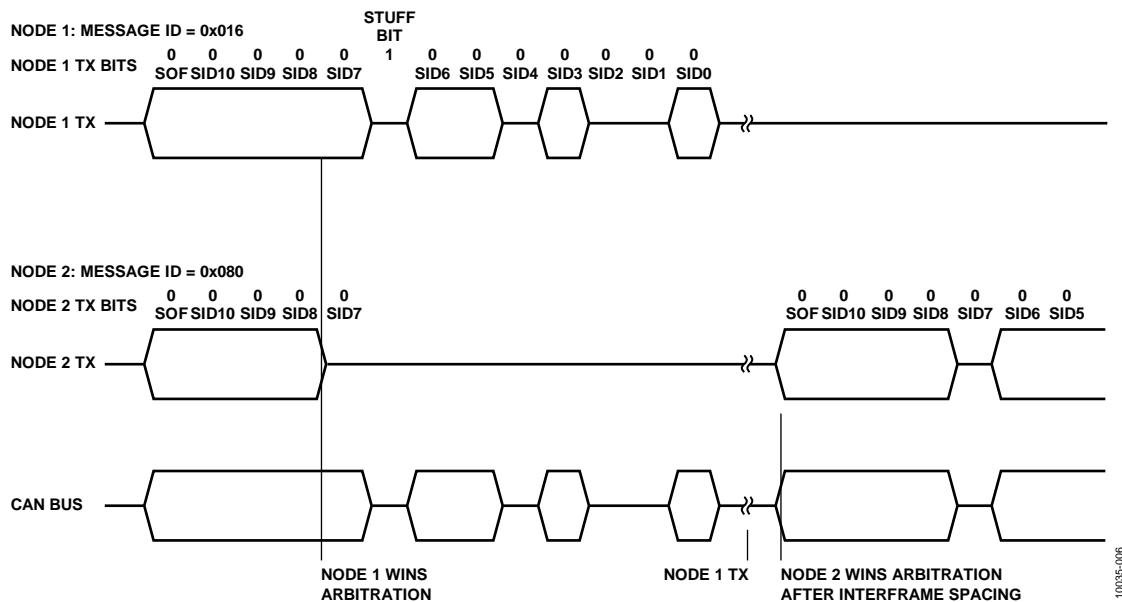 NODE 1: MESSAGE ID = 0x016
STUFF
BIT
NODE 1 TX BITS
0 0 0 0 0 1 0 0 0 0 0 0 0
SOF SID10 SID9 SID8 SID7 SID6 SID5 SID4 SID3 SID2 SID1 SID0
NODE 1 TX
NODE 2: MESSAGE ID = 0x080
NODE 2 TX BITS
0 0 0 0 0 0 0 0 0 0 0 0
SOF SID10 SID9 SID8 SID7 SOF SID10 SID9 SID8 SID7 SID6 SID5
NODE 2 TX
CAN BUS
NODE 1 WINS
ARBITRATION
NODE 1 TX
NODE 2 WINS ARBITRATION
AFTER INTERFRAME SPACING
10035-006